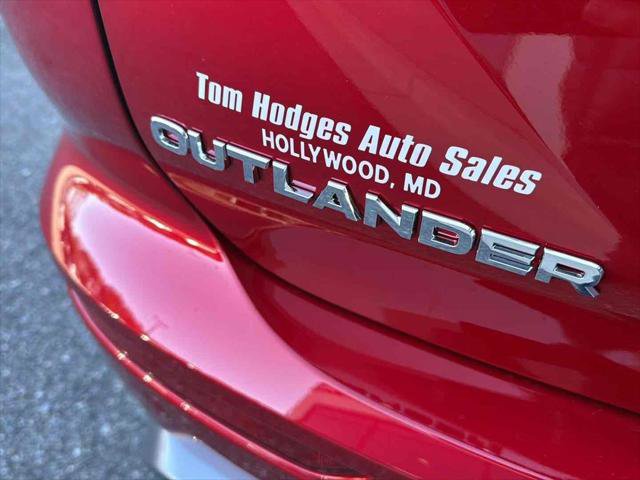 Tom Hodges Auto Sales
HOLLYWOOD, MD
OUTLANDER